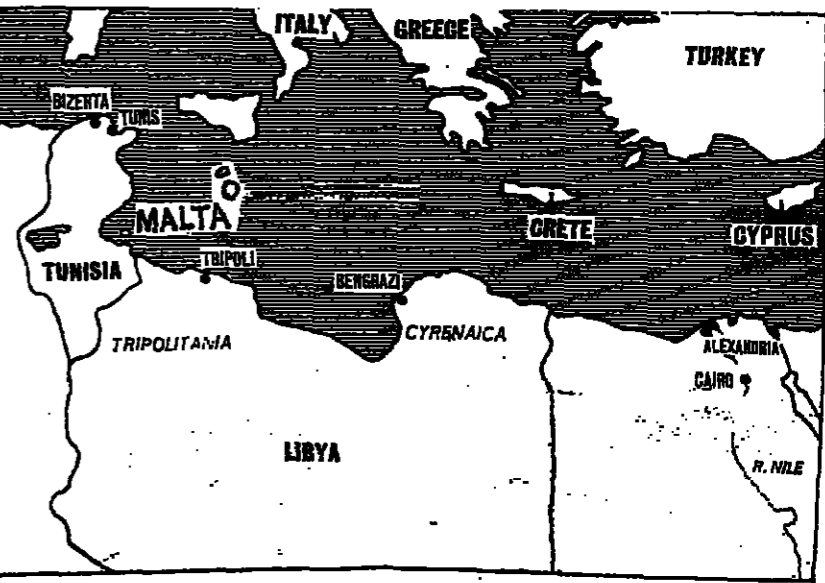 ITALY
GREECE
TURKEY
BIZERTA
TUNIS
MALTA
CRETE
CYPRUS
TUNISIA
TRIPOLI
BENGHAZI
TRIPOLITANIA
CYRENAICA
ALEXANDRIA
CAIRO
LIBYA
R. NILE